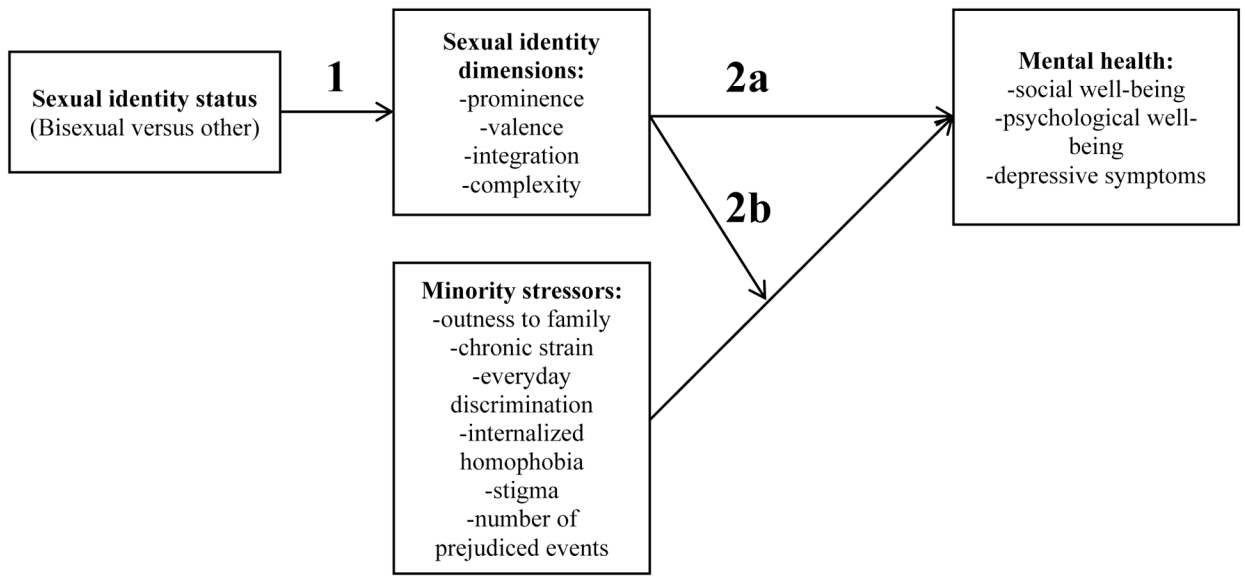 Sexual identity status
(Bisexual versus other)
1
Sexual identity
dimensions:
-prominence
-valence
-integration
-complexity
2a
2b
Mental health:
-social well-being
-psychological well-
being
-depressive symptoms
Minority stressors:
-outness to family
-chronic strain
-everyday
discrimination
-internalized
homophobia
-stigma
-number of
prejudiced events